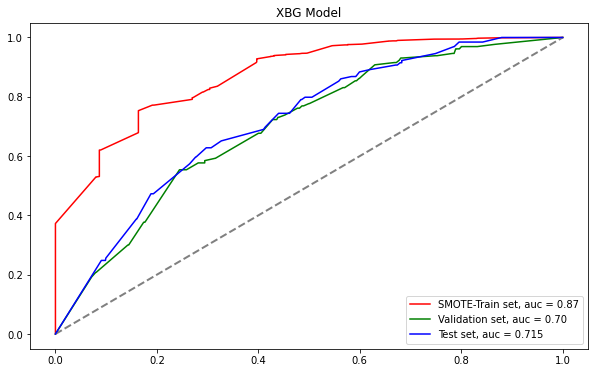 XBG Model
1.0
0.8
0.6
0.4
0.2
0.0
0.0 0.2 0.4 0.6 0.8 1.0
SMOTE-Train set, auc = 0.87
Validation set, auc = 0.70
Test set, auc = 0.715